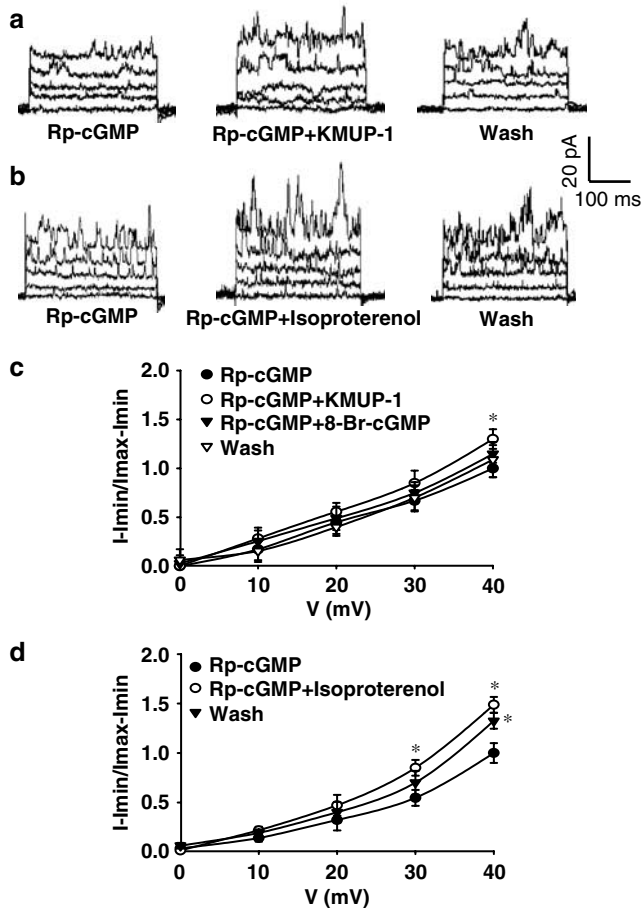 a
Rp-cGMP Rp-cGMP+KMUP-1 Wash
20 pA
100 ms
b
Rp-cGMP Rp-cGMP+Isoproterenol Wash
c
2.0
1.5
1.0
0.5
0.0
I-Imin/Imax-Imin
Rp-cGMP
Rp-cGMP+KMUP-1
Rp-cGMP+8-Br-cGMP
Wash
*
0 10 20 30 40
V (mV)
d
2.0
1.5
1.0
0.5
0.0
I-Imin/Imax-Imin
Rp-cGMP
Rp-cGMP+Isoproterenol
Wash
*
*
*
0 10 20 30 40
V (mV)